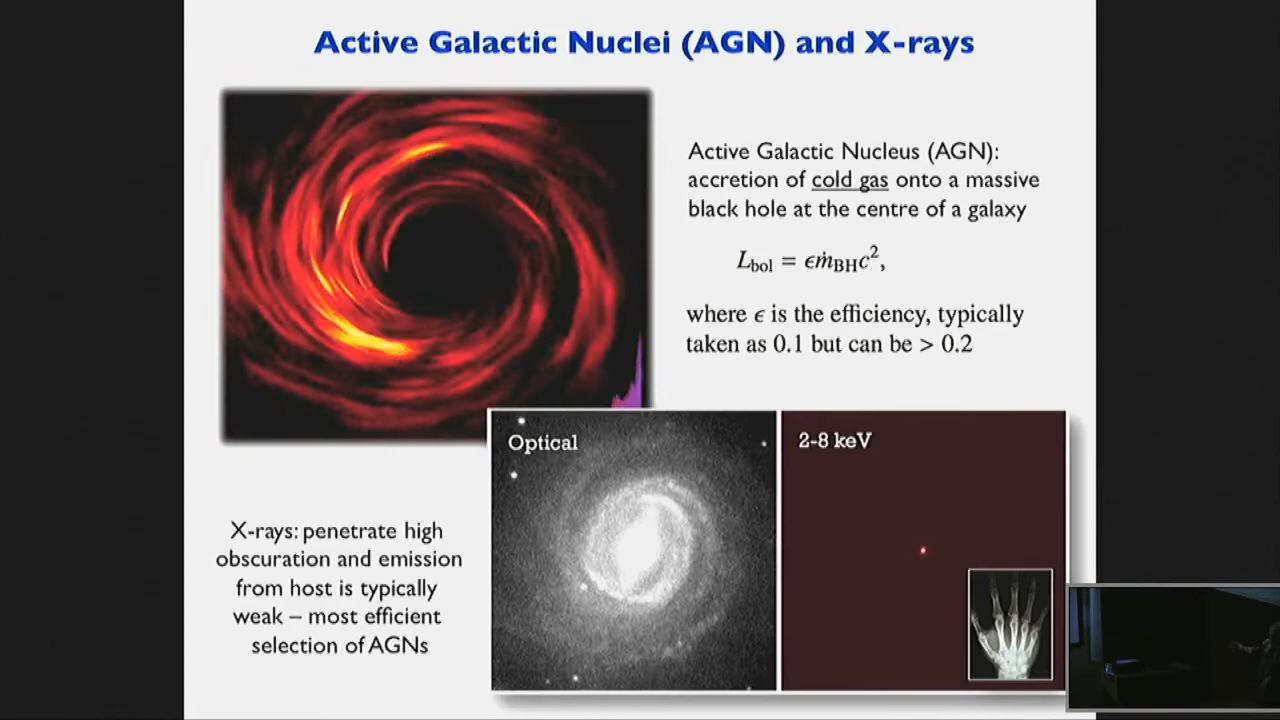 Active Galactic Nuclei (AGN) and X-rays
Active Galactic Nucleus (AGN):
accretion of cold gas onto a massive
black hole at the centre of a galaxy
L_bol = ϵṁ_BHc²,
where ϵ is the efficiency, typically
taken as 0.1 but can be > 0.2
Optical
2-8 keV
X-rays: penetrate high
obscuration and emission
from host is typically
weak – most efficient
selection of AGNs